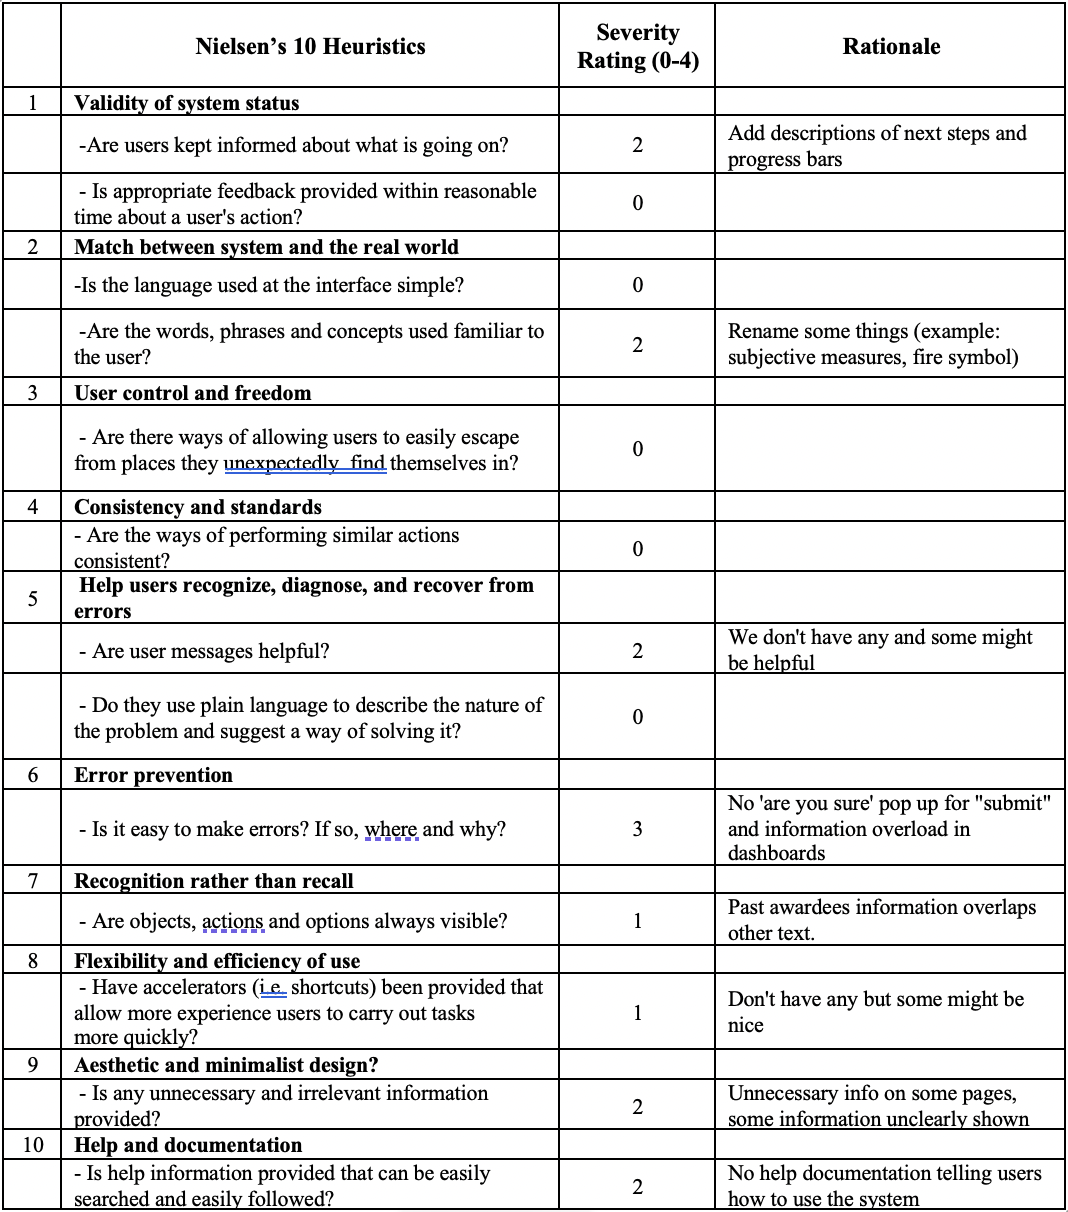 Nielsen's 10 Heuristics
Severity
Rating (0-4)
Rationale
1
Validity of system status
-Are users kept informed about what is going on?
2
Add descriptions of next steps and
progress bars
- Is appropriate feedback provided within reasonable
time about a user's action?
0
2
Match between system and the real world
-Is the language used at the interface simple?
0
-Are the words, phrases and concepts used familiar to
the user?
2
Rename some things (example:
subjective measures, fire symbol)
3
User control and freedom
- Are there ways of allowing users to easily escape
from places they unexpectedly find themselves in?
0
4
Consistency and standards
- Are the ways of performing similar actions
consistent?
0
5
Help users recognize, diagnose, and recover from
errors
- Are user messages helpful?
2
We don't have any and some might
be helpful
- Do they use plain language to describe the nature of
the problem and suggest a way of solving it?
0
6
Error prevention
- Is it easy to make errors? If so, where and why?
3
No 'are you sure' pop up for "submit"
and information overload in
dashboards
7
Recognition rather than recall
- Are objects, actions and options always visible?
1
Past awardees information overlaps
other text.
8
Flexibility and efficiency of use
- Have accelerators (i.e. shortcuts) been provided that
allow more experience users to carry out tasks
more quickly?
1
Don't have any but some might be
nice
9
Aesthetic and minimalist design?
- Is any unnecessary and irrelevant information
provided?
2
Unnecessary info on some pages,
some information unclearly shown
10
Help and documentation
- Is help information provided that can be easily
searched and easily followed?
2
No help documentation telling users
how to use the system